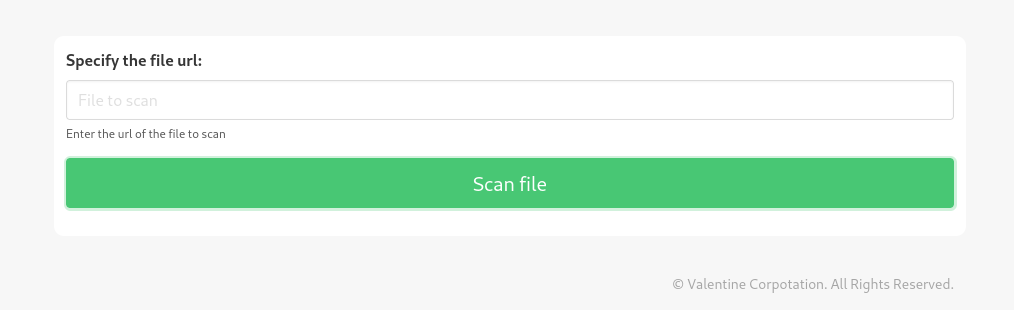 Specify the file url:
File to scan
Enter the url of the file to scan
Scan file
© Valentine Corpotation. All Rights Reserved.